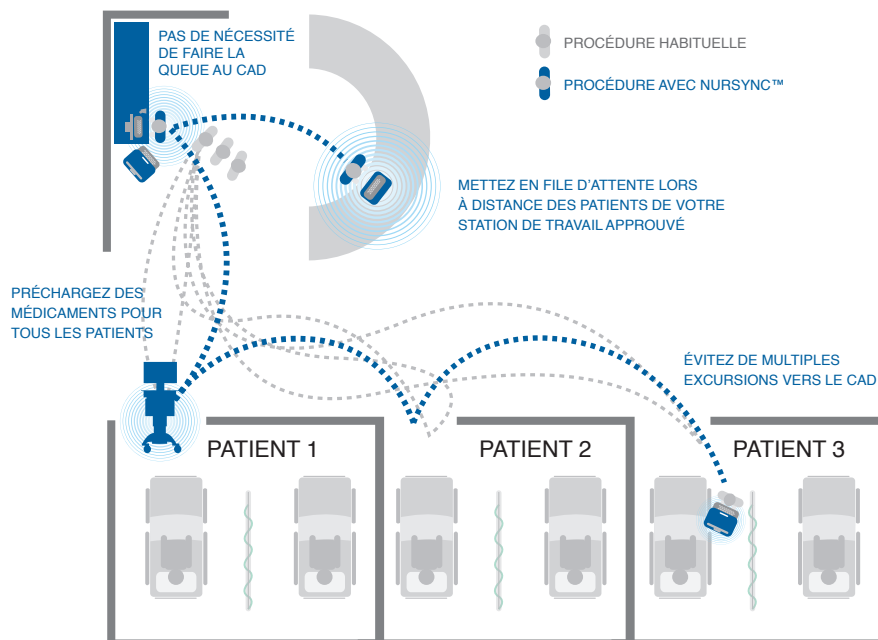 PAS DE NÉCESSITÉ
DE FAIRE LA
QUEUE AU CAD
PROCÉDURE HABITUELLE
PROCÉDURE AVEC NURSYNC™
METTEZ EN FILE D'ATTENTE LORS
À DISTANCE DES PATIENTS DE VOTRE
STATION DE TRAVAIL APPROUVÉ
PRÉCHARGEZ DES
MÉDICAMENTS POUR
TOUS LES PATIENTS
ÉVITEZ DE MULTIPLES
EXCURSIONS VERS LE CAD
PATIENT 1
PATIENT 2
PATIENT 3